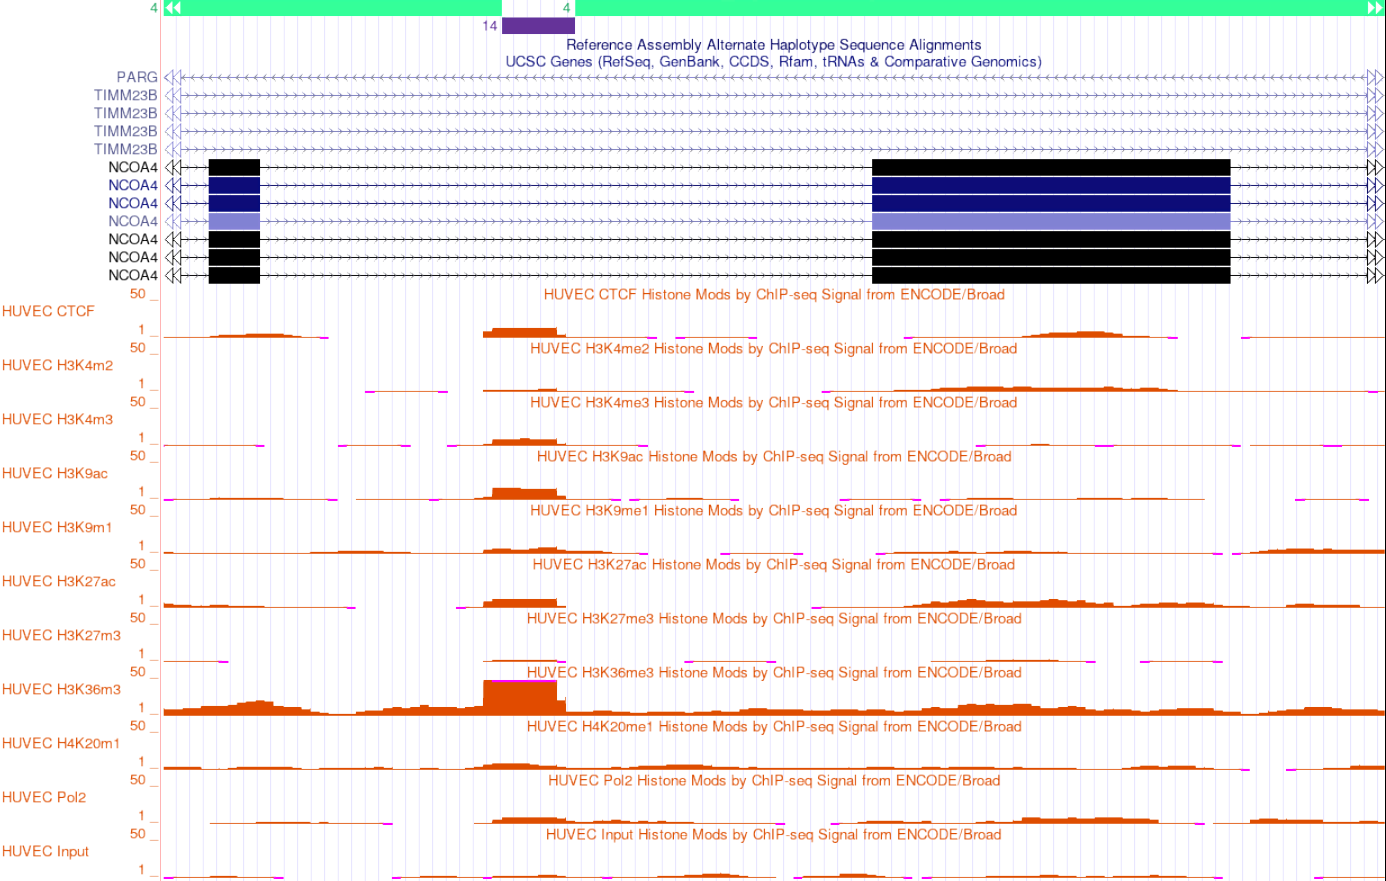 4
14 4
Reference Assembly Alternate Haplotype Sequence Alignments
UCSC Genes (RefSeq, GenBank, CCDS, Rfam, tRNAs & Comparative Genomics)
PARG
TIMM23B
TIMM23B
TIMM23B
TIMM23B
NCOA4
NCOA4
NCOA4
NCOA4
NCOA4
NCOA4
NCOA4
50 _ HUVEC CTCF Histone Mods by ChIP-seq Signal from ENCODE/Broad
HUVEC CTCF
1 _
50 _ HUVEC H3K4me2 Histone Mods by ChIP-seq Signal from ENCODE/Broad
HUVEC H3K4m2
1 _
50 _ HUVEC H3K4me3 Histone Mods by ChIP-seq Signal from ENCODE/Broad
HUVEC H3K4m3
1 _
50 _ HUVEC H3K9ac Histone Mods by ChIP-seq Signal from ENCODE/Broad
HUVEC H3K9ac
1 _
50 _ HUVEC H3K9me1 Histone Mods by ChIP-seq Signal from ENCODE/Broad
HUVEC H3K9m1
1 _
50 _ HUVEC H3K27ac Histone Mods by ChIP-seq Signal from ENCODE/Broad
HUVEC H3K27ac
1 _
50 _ HUVEC H3K27me3 Histone Mods by ChIP-seq Signal from ENCODE/Broad
HUVEC H3K27m3
1 _
50 _ HUVEC H3K36me3 Histone Mods by ChIP-seq Signal from ENCODE/Broad
HUVEC H3K36m3
1 _
50 _ HUVEC H4K20me1 Histone Mods by ChIP-seq Signal from ENCODE/Broad
HUVEC H4K20m1
1 _
50 _ HUVEC Pol2 Histone Mods by ChIP-seq Signal from ENCODE/Broad
HUVEC Pol2
1 _
50 _ HUVEC Input Histone Mods by ChIP-seq Signal from ENCODE/Broad
HUVEC Input
1 _